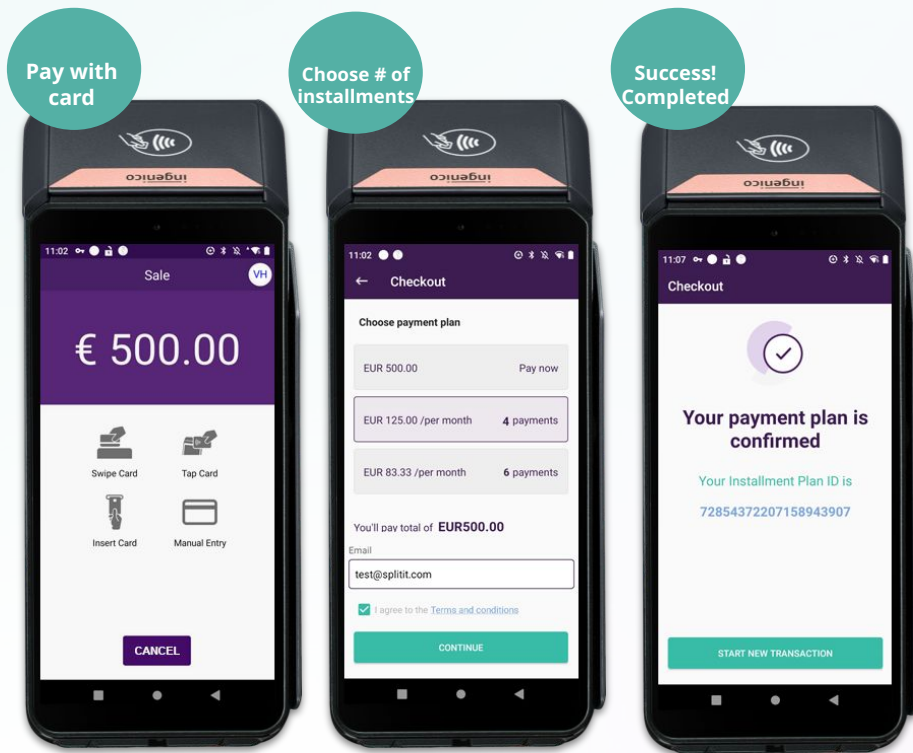 Pay with
card
ingenico
11:02
Sale
VH
€ 500.00
Swipe Card
Tap Card
Insert Card
Manual Entry
CANCEL
Choose # of
installments
ingenico
11:02
Checkout
Choose payment plan
EUR 500.00 Pay now
EUR 125.00 /per month 4 payments
EUR 83.33 /per month 6 payments
You'll pay total of EUR500.00
Email
test@splitit.com
I agree to the Terms and conditions
CONTINUE
Success!
Completed
ingenico
11:07
Checkout
Your payment plan is
confirmed
Your Installment Plan ID is
72854372207158943907
START NEW TRANSACTION